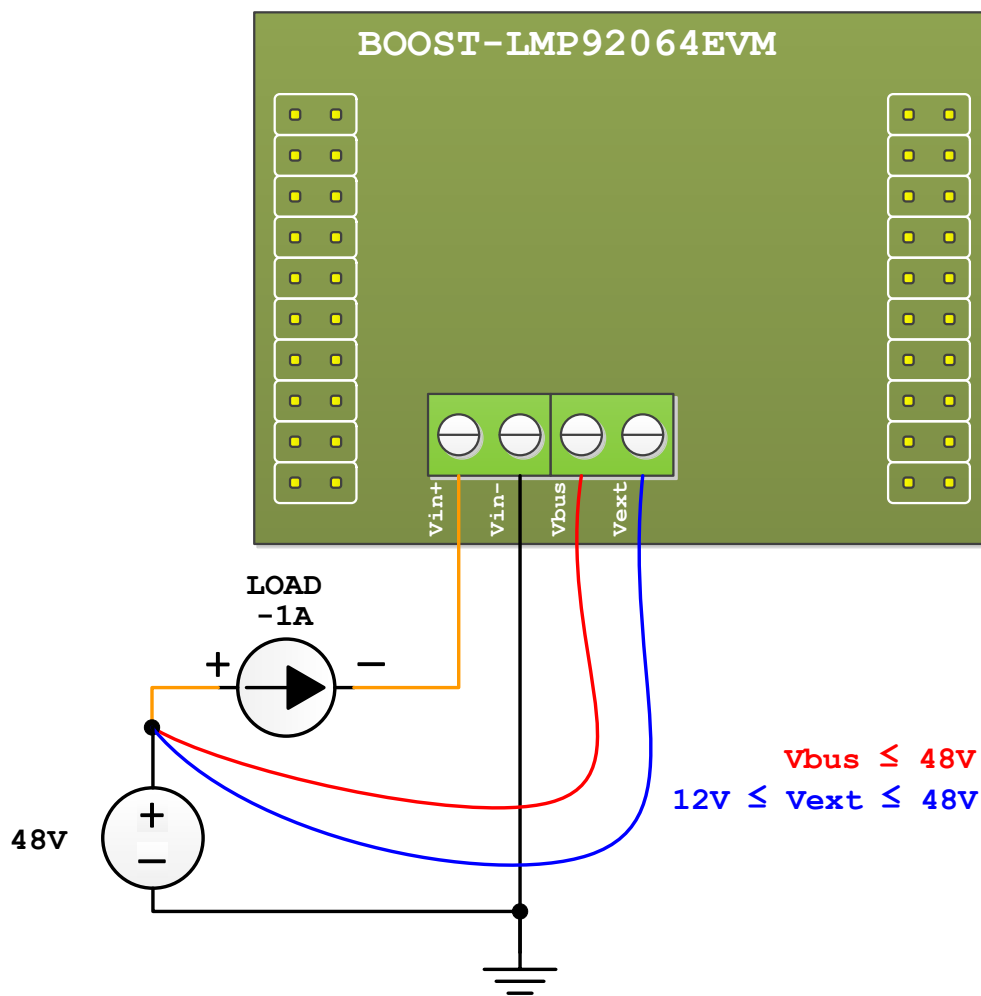 BOOST-LMP92064EVM
Vin+
Vin-
Vbus
Vext
LOAD
-1A
+
−
Vbus ≤ 48V
12V ≤ Vext ≤ 48V
+
48V
−